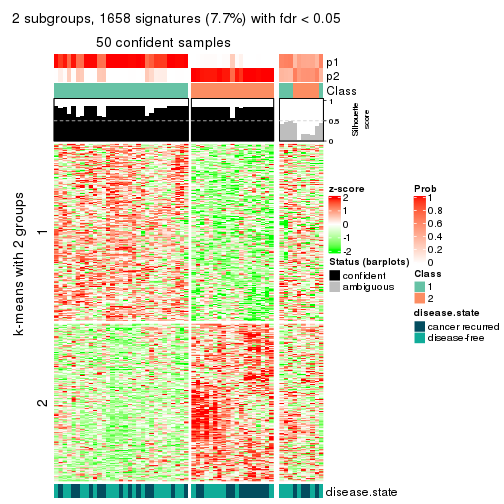 2 subgroups, 1658 signatures (7.7%) with fdr < 0.05
50 confident samples
p1
p2
Class
1
0.5
0
Silhouette
score
k-means with 2 groups
1
2
disease.state
z-score
2
1
0
-1
-2
Status (barplots)
confident
ambiguous
Prob
1
0.8
0.6
0.4
0.2
0
Class
1
2
disease.state
cancer recurred
disease-free